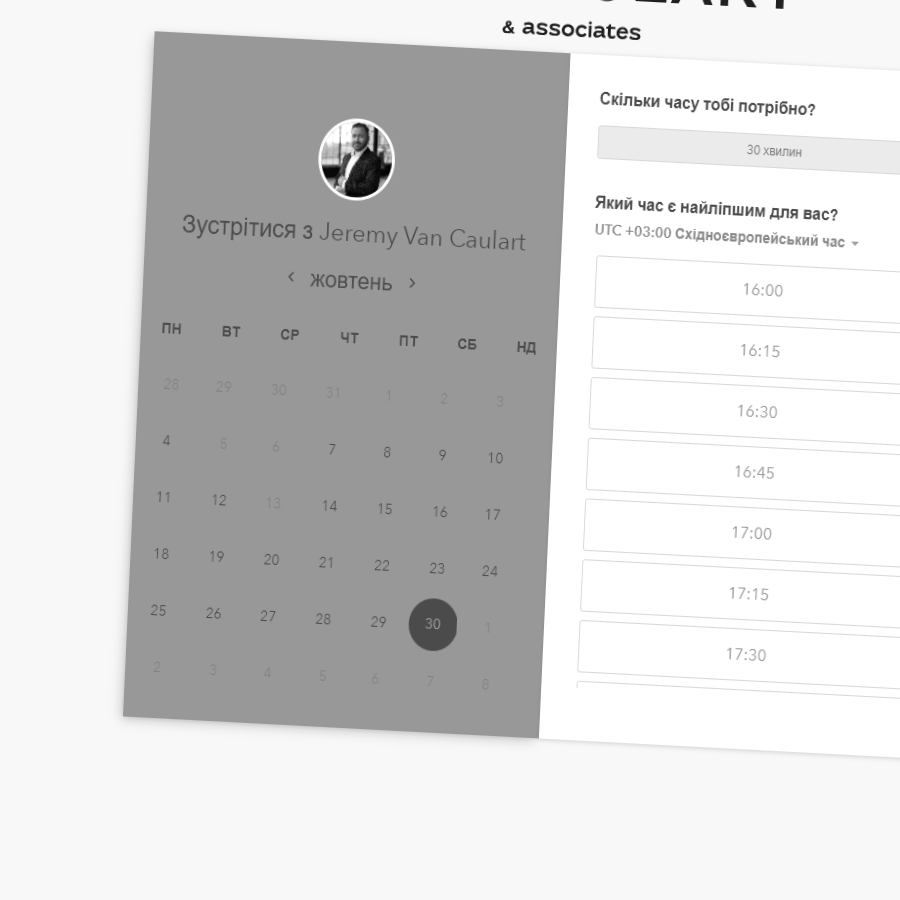 & associates
Зустрітися з Jeremy Van Caulart
‹ жовтень ›
ПН ВТ СР ЧТ ПТ СБ НД
28 29 30 31 1 2 3
4 5 6 7 8 9 10
11 12 13 14 15 16 17
18 19 20 21 22 23 24
25 26 27 28 29 30 1
2 3 4 5 6 7 8
Скільки часу тобі потрібно?
30 хвилин
Який час є найліпшим для вас?
UTC +03:00 Східноєвропейський час
16:00
16:15
16:30
16:45
17:00
17:15
17:30